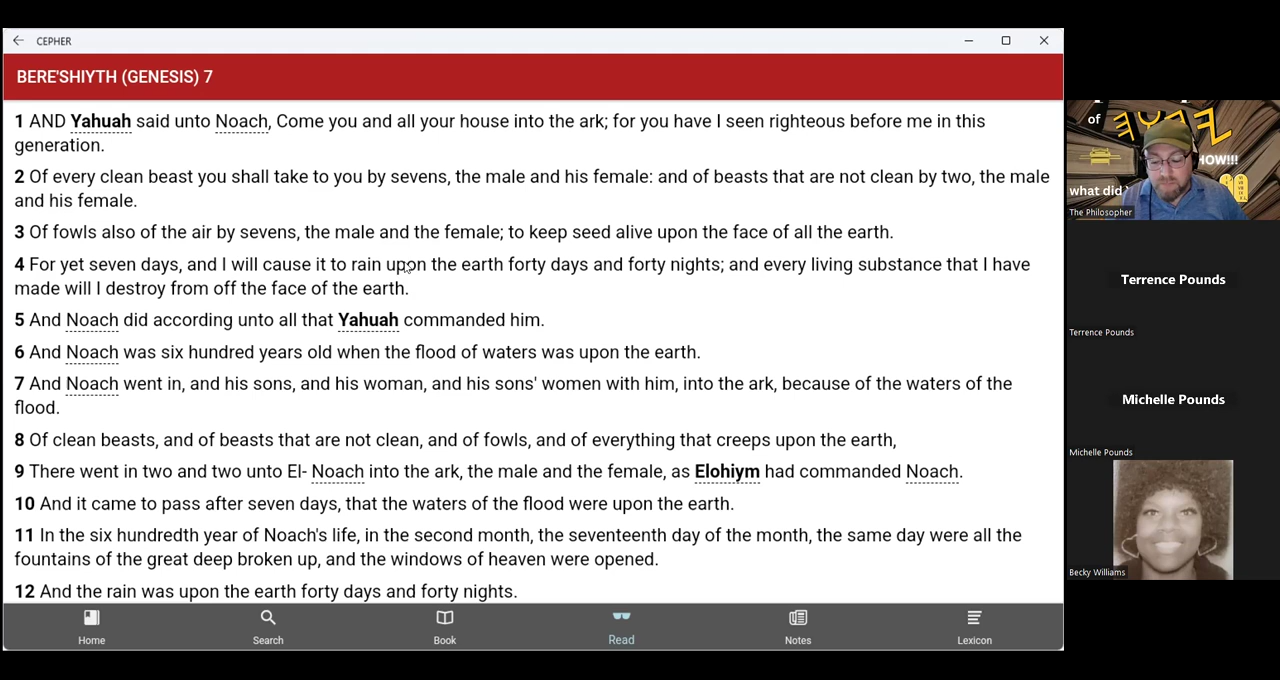 CEPHER
BERE'SHIYTH (GENESIS) 7
1 AND Yahuah said unto Noach, Come you and all your house into the ark; for you have I seen righteous before me in this
generation.
2 Of every clean beast you shall take to you by sevens, the male and his female: and of beasts that are not clean by two, the male
and his female.
3 Of fowls also of the air by sevens, the male and the female; to keep seed alive upon the face of all the earth.
4 For yet seven days, and I will cause it to rain upon the earth forty days and forty nights; and every living substance that I have
made will I destroy from off the face of the earth.
5 And Noach did according unto all that Yahuah commanded him.
6 And Noach was six hundred years old when the flood of waters was upon the earth.
7 And Noach went in, and his sons, and his woman, and his sons' women with him, into the ark, because of the waters of the
flood.
8 Of clean beasts, and of beasts that are not clean, and of fowls, and of everything that creeps upon the earth,
9 There went in two and two unto El- Noach into the ark, the male and the female, as Elohiym had commanded Noach.
10 And it came to pass after seven days, that the waters of the flood were upon the earth.
11 In the six hundredth year of Noach's life, in the second month, the seventeenth day of the month, the same day were all the
fountains of the great deep broken up, and the windows of heaven were opened.
12 And the rain was upon the earth forty days and forty nights.
Home
Search
Book
Read
Notes
Lexicon
of
HOW!!!
what did
The Philosopher
Terrence Pounds
Terrence Pounds
Michelle Pounds
Michelle Pounds
Becky Williams